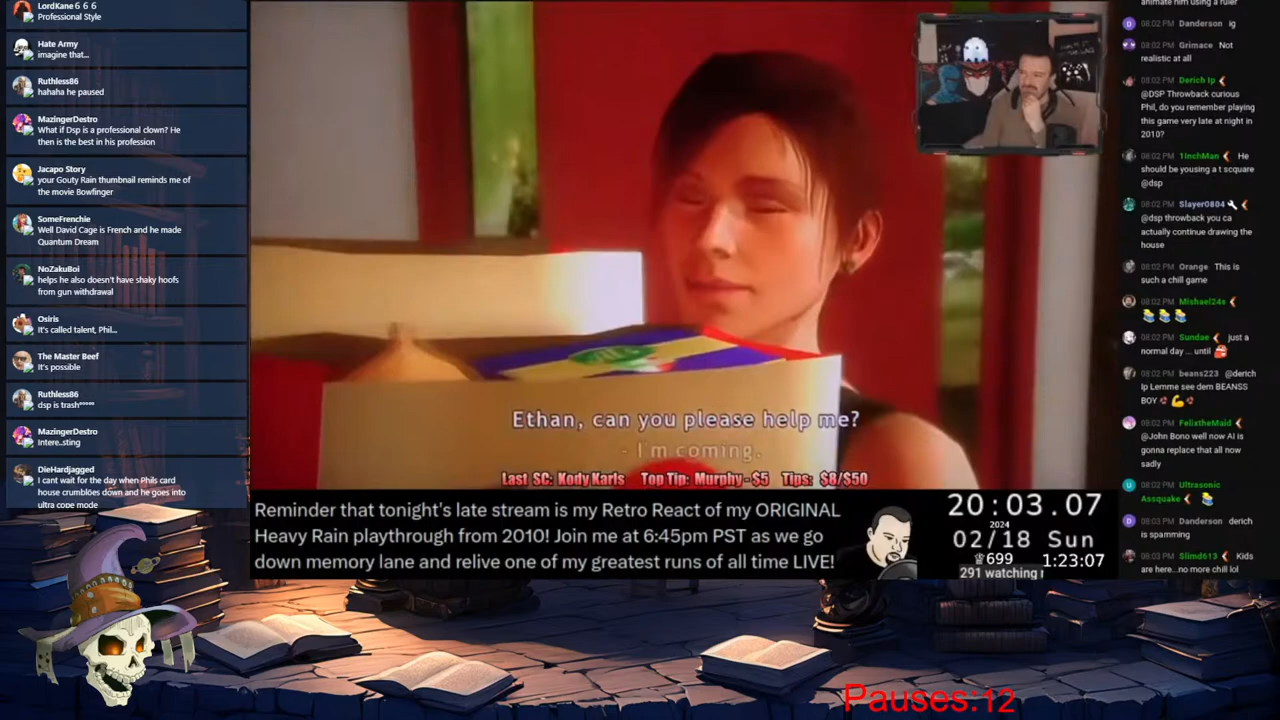 LordKane６６６
Professional Style
Hate Army
imagine that...
Ruthless86
hahaha he paused
MazingerDestro
What if Dsp is a professional clown? He
then is the best in his profession
Jacapo Story
your Gouty Rain thumbnail reminds me of
the movie Bowfinger
SomeFrenchie
Well David Cage is French and he made
Quantum Dream
NoZakuBoi
helps he also doesn't have shaky hoofs
from gun withdrawal
Osiris
It's called talent, Phil...
The Master Beef
It's possible
Ruthless86
dsp is trash°°°°°
MazingerDestro
Intere..sting
DieHardjagged
I cant wait for the day when Phils card
house crumbloes down and he goes into
ultra cope mode
Ethan, can you please help me?
- I'm coming.
Last SC: Kody Karls Top Tip: Murphy - $5 Tips: $8/$50
Reminder that tonight's late stream is my Retro React of my ORIGINAL
Heavy Rain playthrough from 2010! Join me at 6:45pm PST as we go
down memory lane and relive one of my greatest runs of all time LIVE!
20:03.07
2024
02/18 Sun
699
1:23:07
291 watching
animate him using a ruler
08:02 PM Danderson ig
08:02 PM Grimace Not
realistic at all
08:02 PM Derich Ip
@DSP Throwback curious
Phil, do you remember playing
this game very late at night in
2010?
08:02 PM 1InchMan He
should be yousing a t scquare
@dsp
08:02 PM Slayer0804
@dsp throwback you ca
actually continue drawing the
house
08:02 PM Orange This is
such a chill game
08:02 PM Mishael24s
08:02 PM Sundae just a
normal day ... until
08:02 PM beans223 @derich
Ip Lemme see dem BEANSS
BOY
08:02 PM FelixtheMaid
@John Bono well now AI is
gonna replace that all now
sadly
08:02 PM Ultrasonic
Assquake
08:03 PM Danderson derich
is spamming
08:03 PM Slimd613 Kids
are here...no more chill lol
Pauses:12